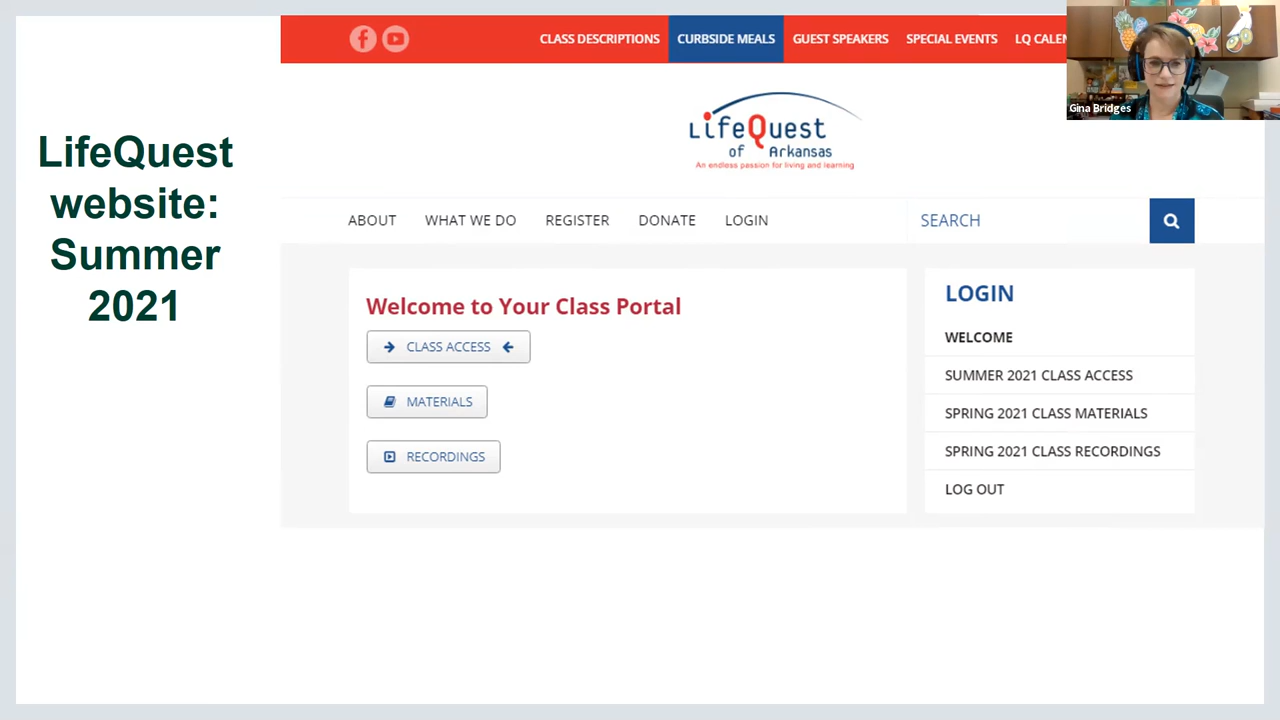 LifeQuest
website:
Summer
2021
CLASS DESCRIPTIONS
CURBSIDE MEALS
GUEST SPEAKERS
SPECIAL EVENTS
LQ
Gina Bridges
LifeQuest
of Arkansas
An endless passion for living and learning
ABOUT
WHAT WE DO
REGISTER
DONATE
LOGIN
SEARCH
Welcome to Your Class Portal
CLASS ACCESS
MATERIALS
RECORDINGS
LOGIN
WELCOME
SUMMER 2021 CLASS ACCESS
SPRING 2021 CLASS MATERIALS
SPRING 2021 CLASS RECORDINGS
LOG OUT